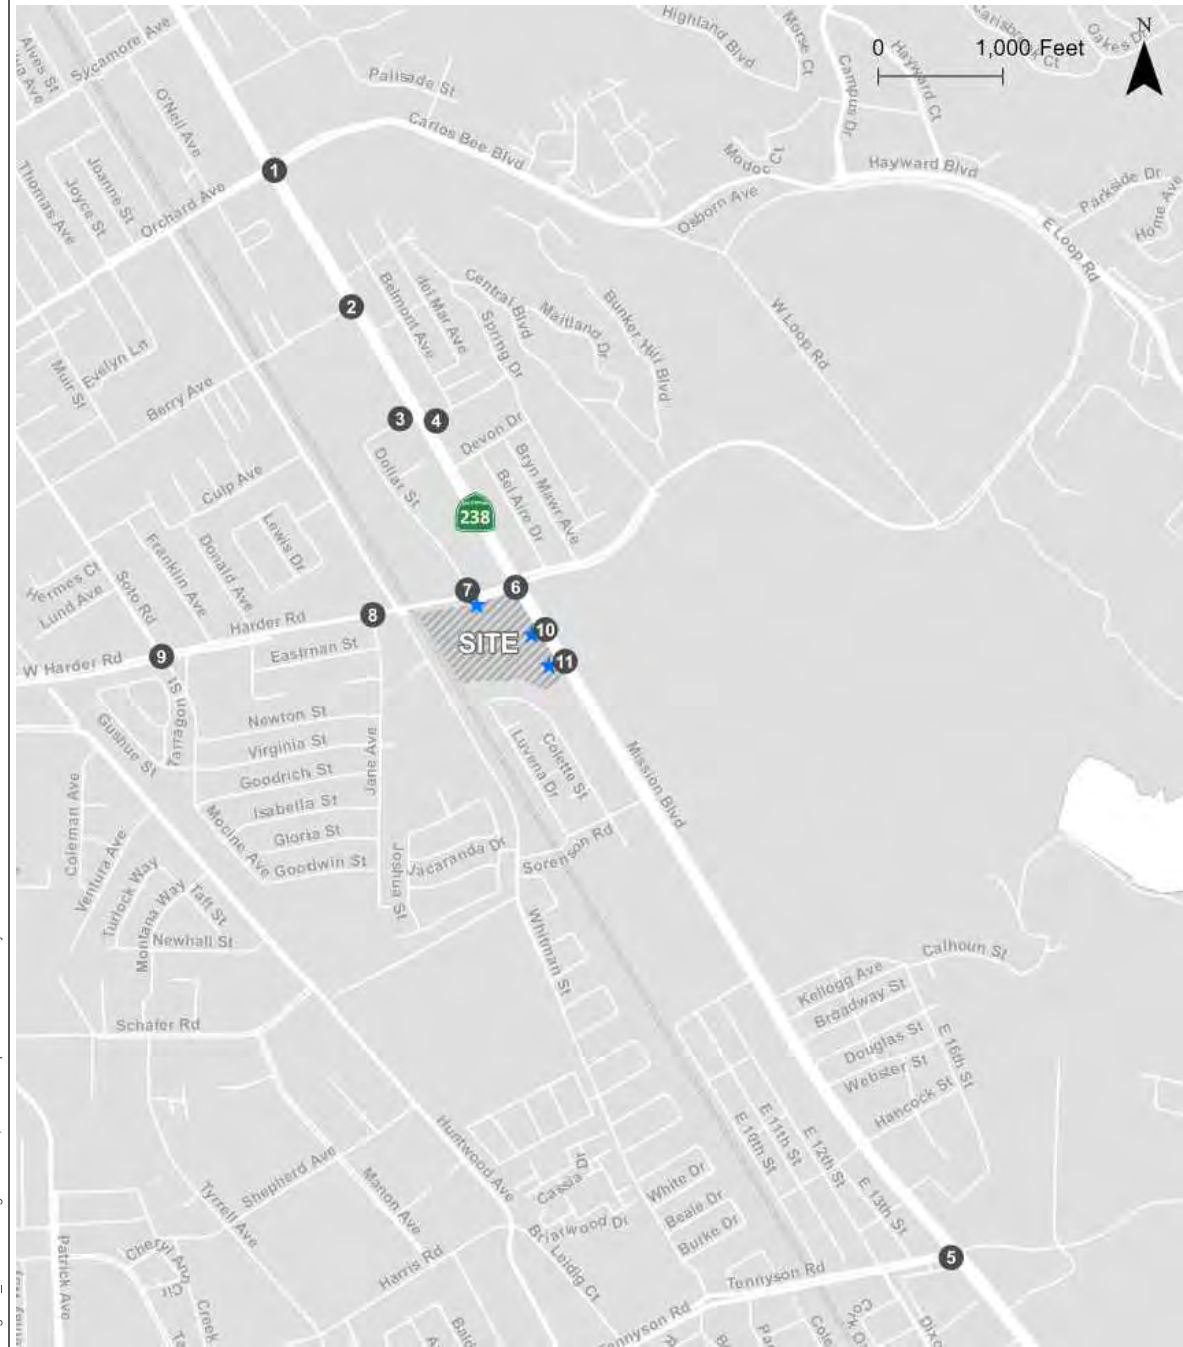 Alves St
Sycamore Ave
O'Neil Ave
Palisade St
Highland Blvd
Morse Ct
Campus Dr
Hayward Ct
Oakes Dr
0 1,000 Feet
N
Carlos Bee Blvd
Modoc Ct
Hayward Blvd
Parkside Dr
Home Ave
Osborn Ave
E Loop Rd
W Loop Rd
Thomas Ave
Joyce St
Joanne St
Orchard Ave
1
2
Belmont Ave
del Mar Ave
Central Blvd
Spring Dr
Maitland Dr
Bunker Hill Blvd
Muir St
Evelyn Ln
Berry Ave
3
4
Devon Dr
Dollar St
Bryn Mawr Ave
Bel Aire Dr
238
Culp Ave
Lewis Dr
Donald Ave
Franklin Ave
Soto Rd
Hermes Ct
Lund Ave
Harder Rd
W Harder Rd
Eastman St
7
6
8
9
10
11
SITE
Tarragon St
Gushue St
Newton St
Virginia St
Goodrich St
Isabella St
Gloria St
Goodwin St
Jane Ave
Mocine Ave
Luvena Dr
Colette St
Mission Blvd
Sorenson Rd
Jacaranda Dr
Joshua St
Coleman Ave
Ventura Ave
Turlock Way
Montana Way
Taft St
Newhall St
Whitman St
Schafer Rd
Calhoun St
Kellogg Ave
Broadway St
Douglas St
Webster St
Hancock St
E 16th St
E 10th St
E 11th St
E 12th St
E 13th St
Huntwood Ave
Shepherd Ave
Manon Ave
Tyrrell Ave
Cassia Dr
White Dr
Beale Dr
Burke Dr
Briarwood Dr
Leidig Ct
Harris Rd
Cheryl Ann Cir
Patrick Ave
Creek
Tennyson Rd
5
Tennyson Rd